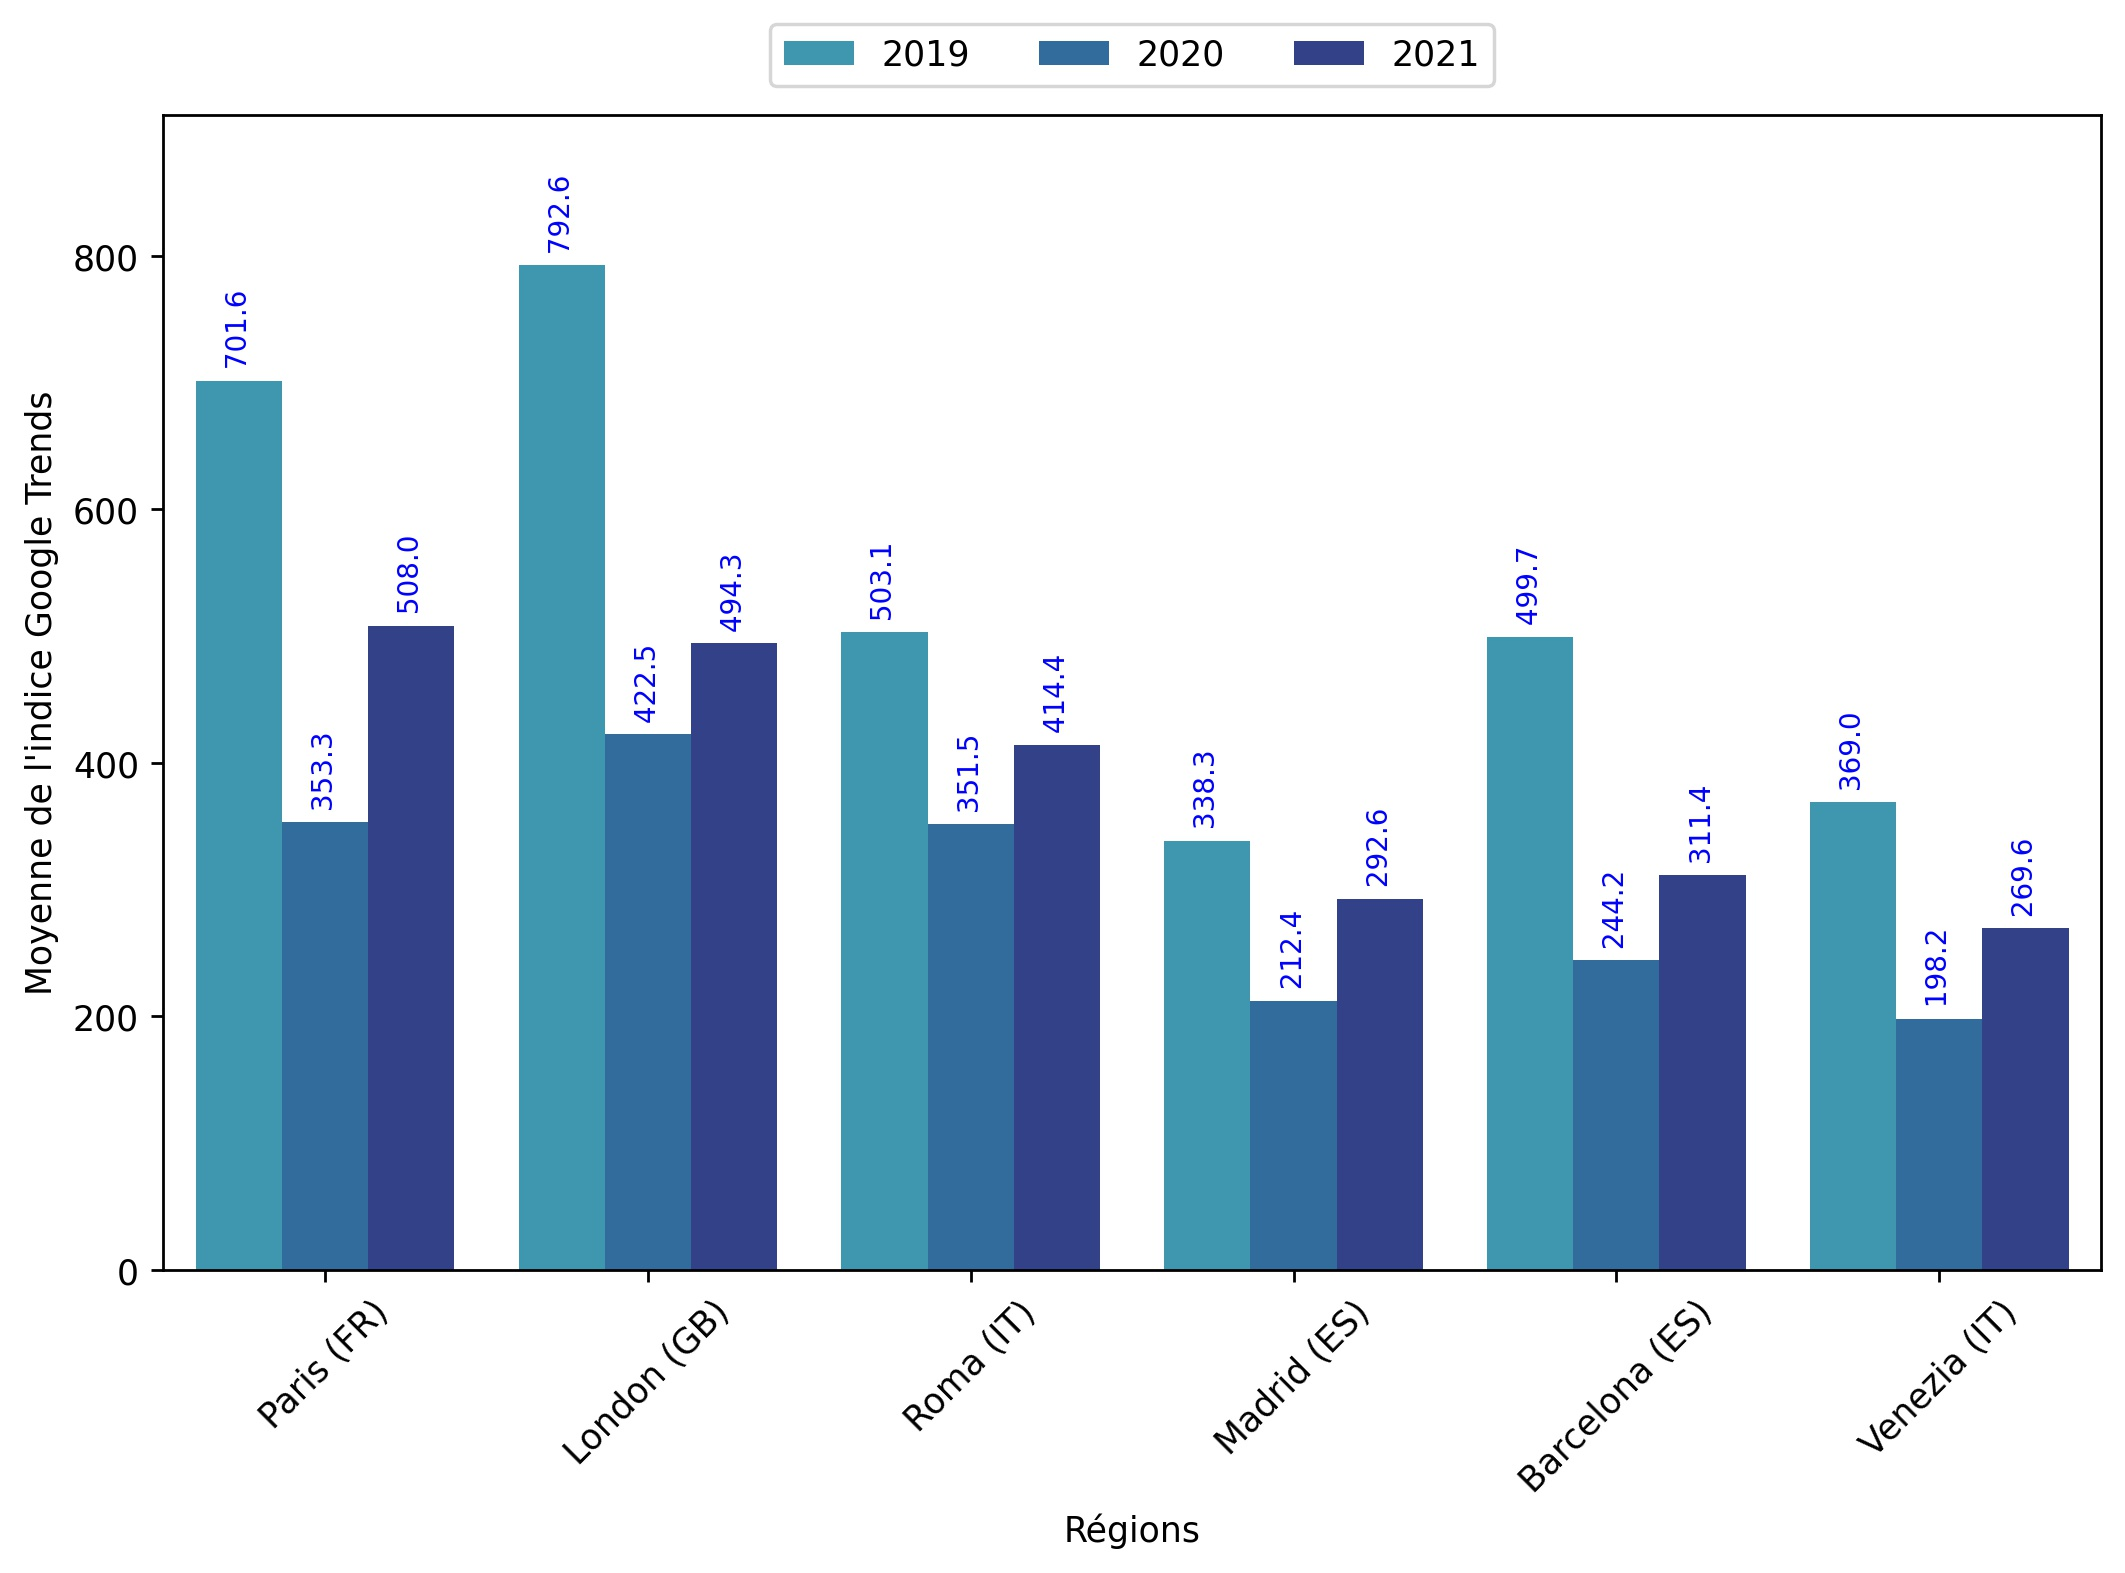 2019 2020 2021
Moyenne de l'indice Google Trends
800
600
400
200
0
701.6
353.3
508.0
792.6
422.5
494.3
503.1
351.5
414.4
338.3
212.4
292.6
499.7
244.2
311.4
369.0
198.2
269.6
Paris (FR)
London (GB)
Roma (IT)
Madrid (ES)
Barcelona (ES)
Venezia (IT)
Régions